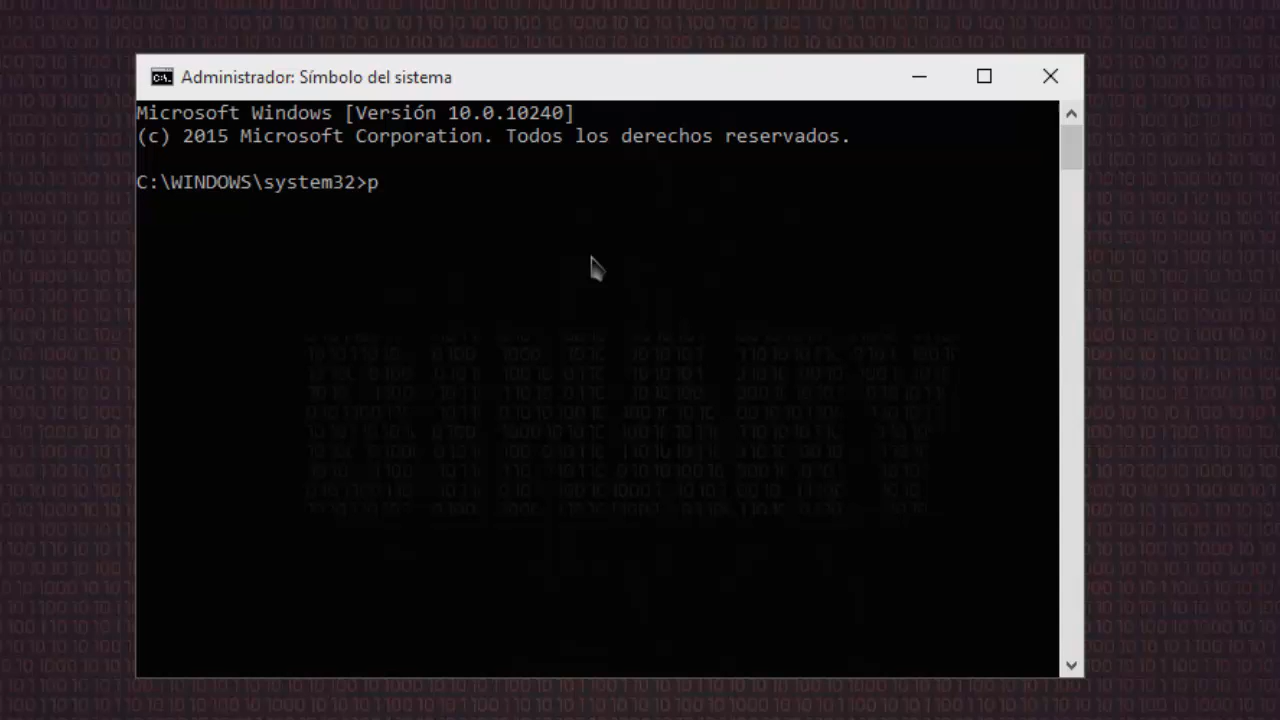 Administrador: Símbolo del sistema
Microsoft Windows [Versión 10.0.10240]
(c) 2015 Microsoft Corporation. Todos los derechos reservados.
C:\WINDOWS\system32>p